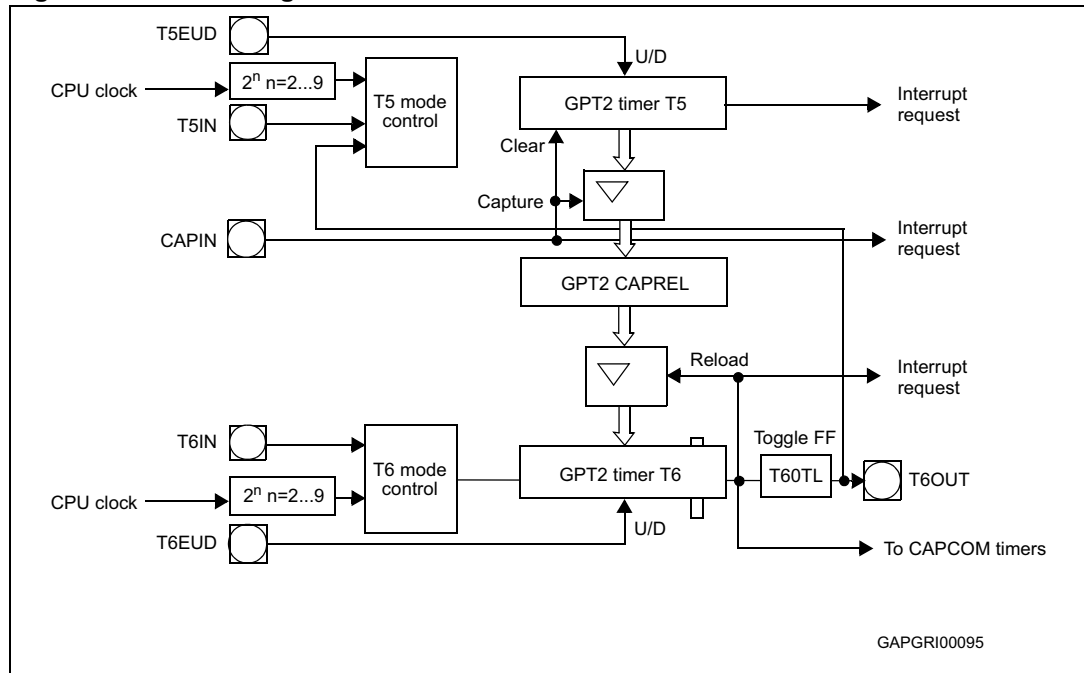 T5EUD
U/D
CPU clock
2ⁿ n=2...9
T5 mode
control
GPT2 timer T5
Interrupt
request
T5IN
Clear
Capture
CAPIN
Interrupt
request
GPT2 CAPREL
Reload
Interrupt
request
T6IN
T6 mode
control
GPT2 timer T6
Toggle FF
T60TL
T6OUT
CPU clock
2ⁿ n=2...9
U/D
T6EUD
To CAPCOM timers
GAPGRI00095